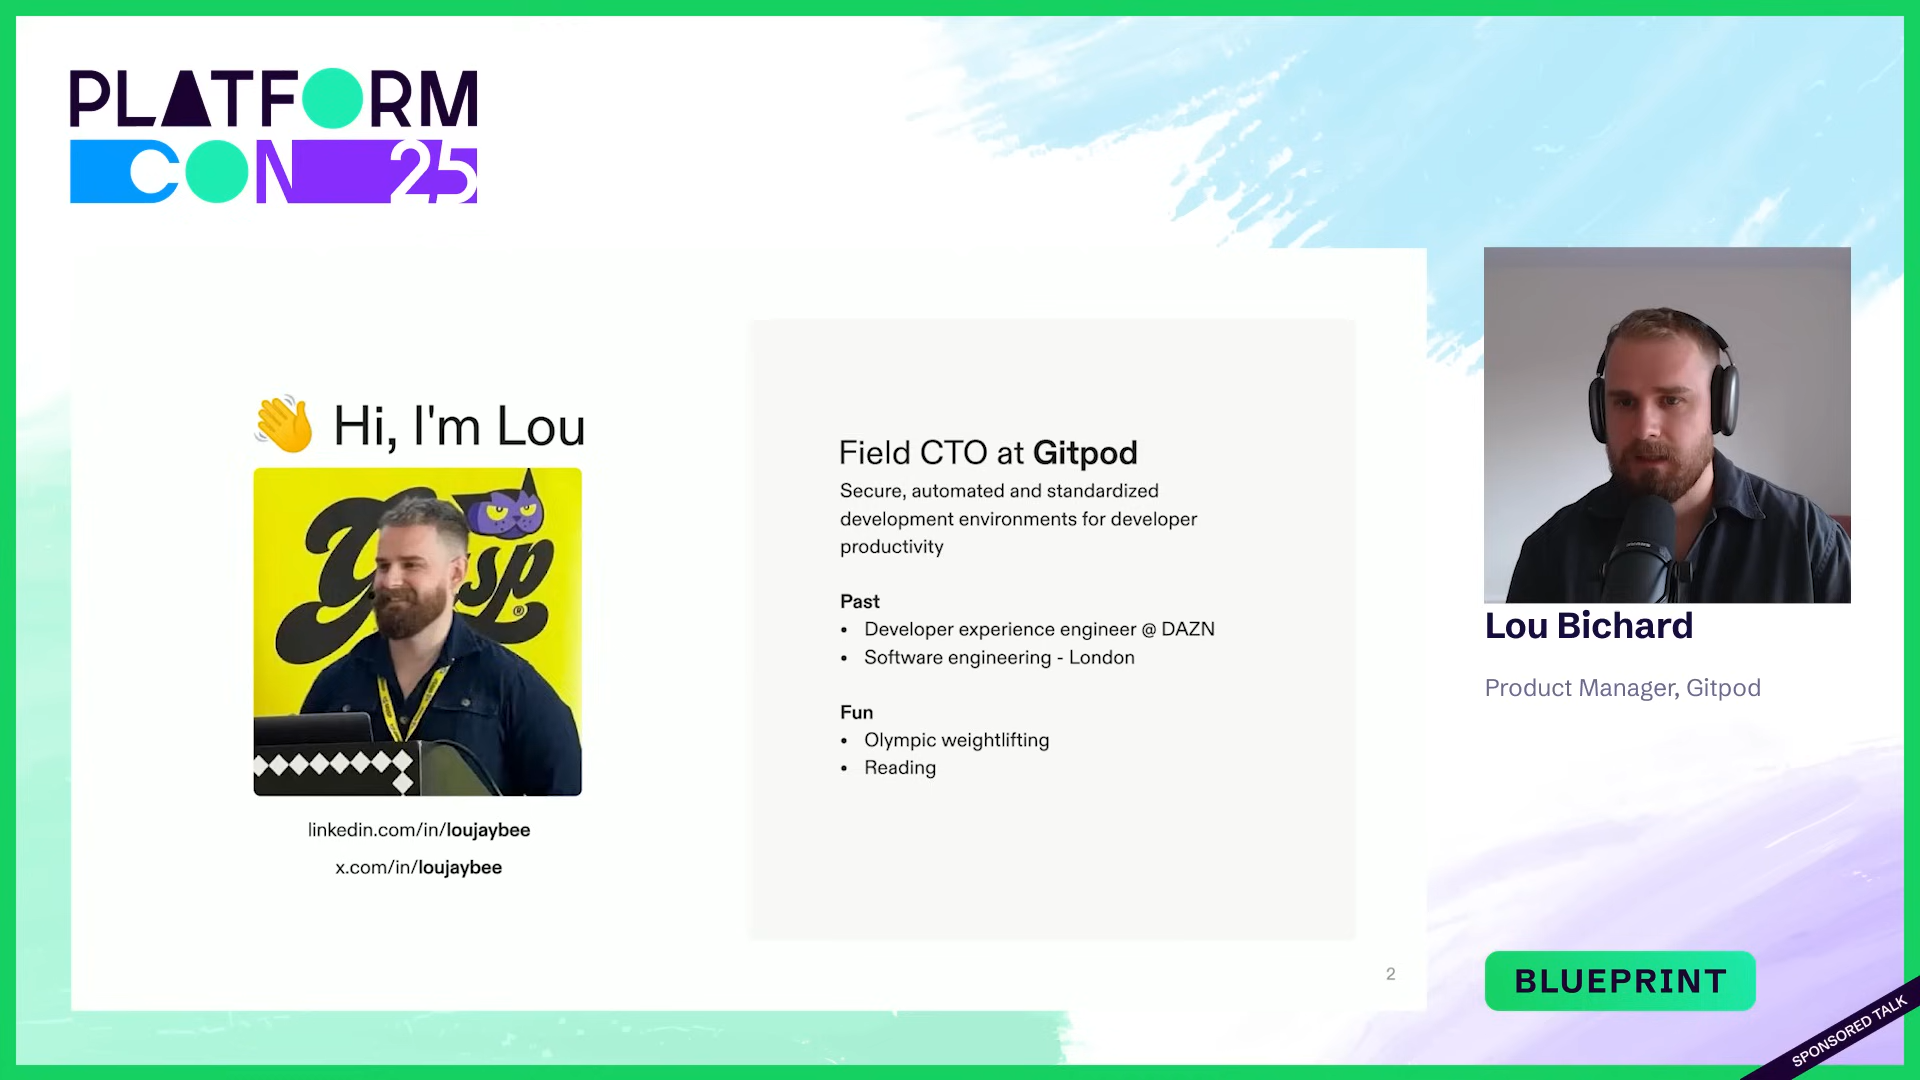 PLATFORM
CON 25
👋 Hi, I'm Lou
linkedin.com/in/loujaybee
x.com/in/loujaybee
Field CTO at Gitpod
Secure, automated and standardized
development environments for developer
productivity
Past
• Developer experience engineer @ DAZN
• Software engineering - London
Fun
• Olympic weightlifting
• Reading
2
Lou Bichard
Product Manager, Gitpod
BLUEPRINT
SPONSORED TALK